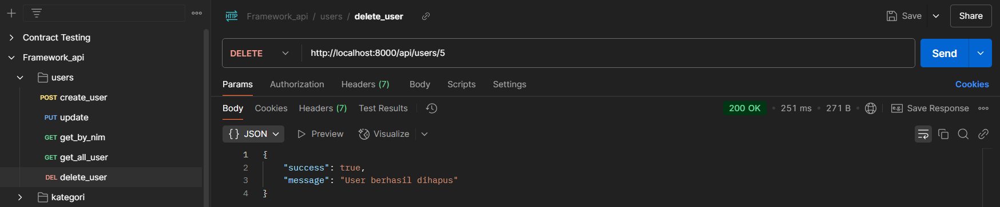 Contract Testing
Framework_api
users
POST create_user
PUT update
GET get_by_nim
GET get_all_user
DEL delete_user
kategori
HTTP Framework_api / users / delete_user
Save
Share
DELETE http://localhost:8000/api/users/5
Send
Params Authorization Headers (7) Body Scripts Settings Cookies
Body Cookies Headers (7) Test Results 200 OK • 251 ms • 271 B • e.g. Save Response
{} JSON Preview Visualize
1 {
2 "success": true,
3 "message": "User berhasil dihapus"
4 }